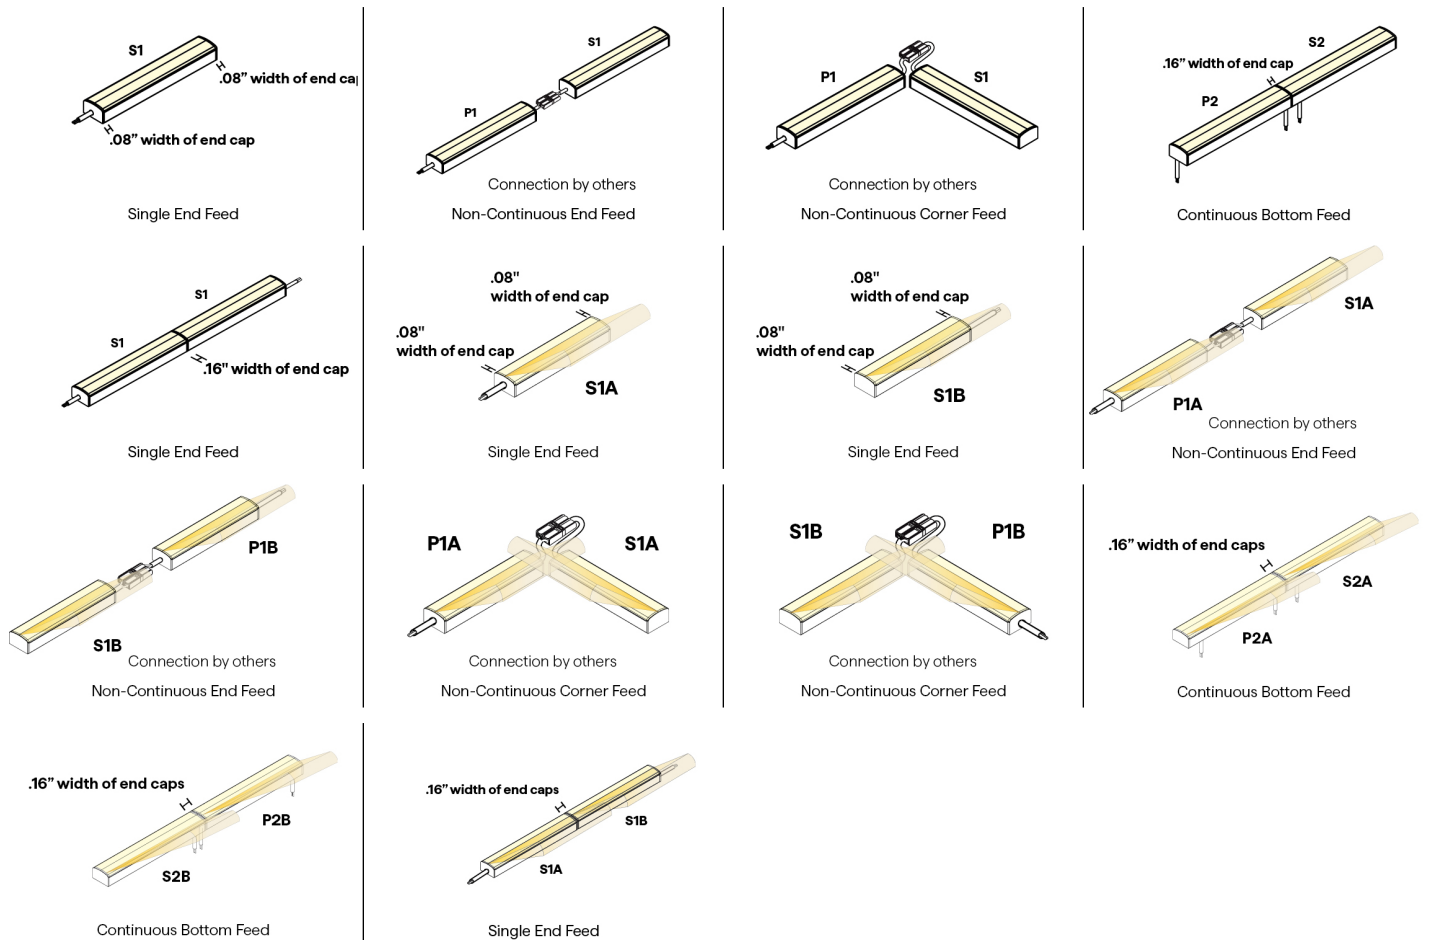 S1
.08” width of end cap
.08” width of end cap
Single End Feed
S1
P1
Connection by others
Non-Continuous End Feed
P1
S1
Connection by others
Non-Continuous Corner Feed
S2
.16” width of end cap
P2
Continuous Bottom Feed
S1
S1
.16" width of end cap
Single End Feed
.08"
width of end cap
.08"
width of end cap
S1A
Single End Feed
.08"
width of end cap
.08"
width of end cap
S1B
Single End Feed
S1A
P1A
Connection by others
Non-Continuous End Feed
P1B
S1B
Connection by others
Non-Continuous End Feed
P1A
S1A
Connection by others
Non-Continuous Corner Feed
S1B
P1B
Connection by others
Non-Continuous Corner Feed
.16” width of end caps
S2A
P2A
Continuous Bottom Feed
.16” width of end caps
P2B
S2B
Continuous Bottom Feed
.16” width of end caps
S1B
S1A
Single End Feed